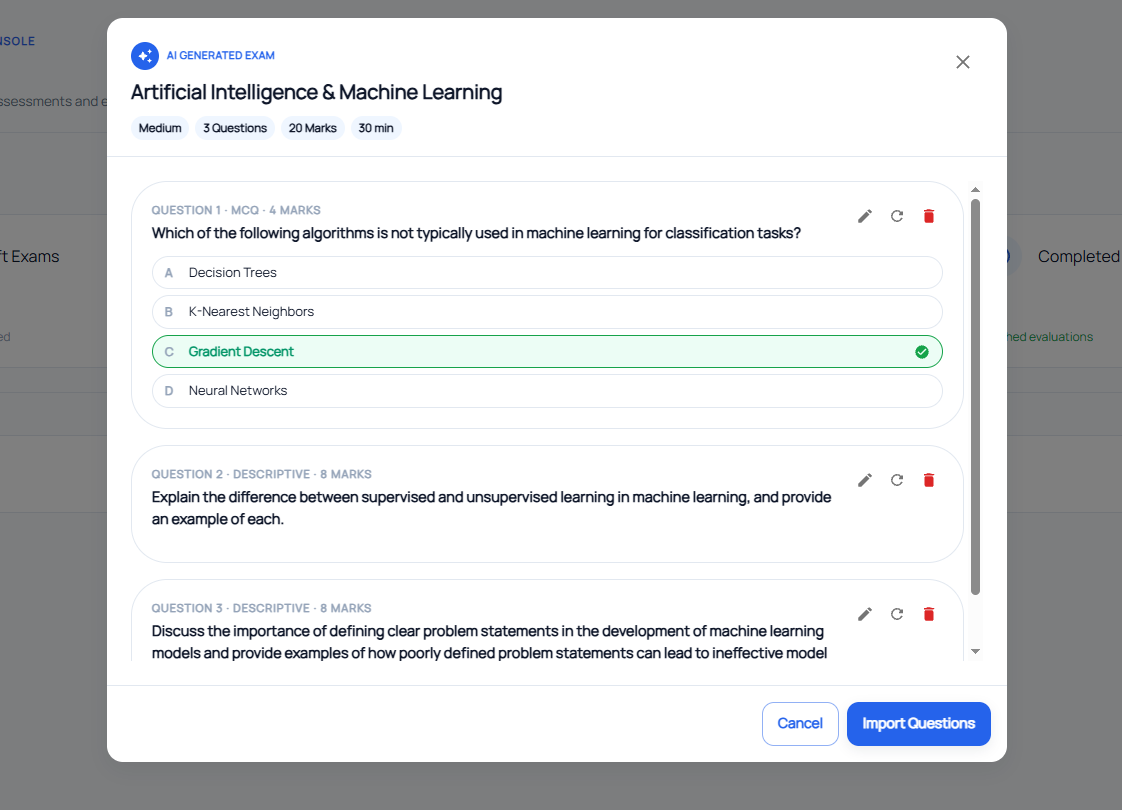 NSOLE
ssessments and e
ft Exams
ed
Completed
ned evaluations
AI GENERATED EXAM
Artificial Intelligence & Machine Learning
Medium 3 Questions 20 Marks 30 min
QUESTION 1 · MCQ · 4 MARKS
Which of the following algorithms is not typically used in machine learning for classification tasks?
A Decision Trees
B K-Nearest Neighbors
C Gradient Descent
D Neural Networks
QUESTION 2 · DESCRIPTIVE · 8 MARKS
Explain the difference between supervised and unsupervised learning in machine learning, and provide
an example of each.
QUESTION 3 · DESCRIPTIVE · 8 MARKS
Discuss the importance of defining clear problem statements in the development of machine learning
models and provide examples of how poorly defined problem statements can lead to ineffective model
Cancel Import Questions